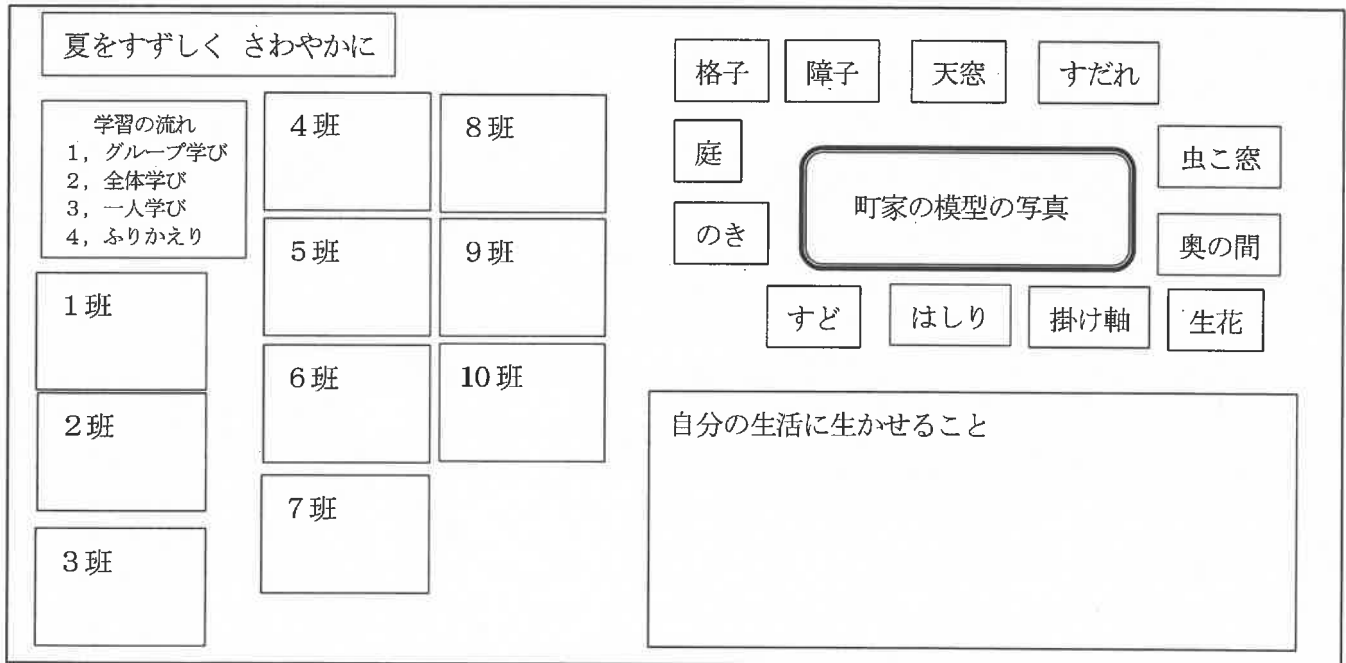 夏をすずしく さわやかに
学習の流れ
1，グループ学び
2，全体学び
3，一人学び
4，ふりかえり
1班
2班
3班
4班
5班
6班
7班
8班
9班
10班
格子
障子
天窓
すだれ
庭
のき
町家の模型の写真
虫こ窓
奥の間
すど
はしり
掛け軸
生花
自分の生活に生かせること